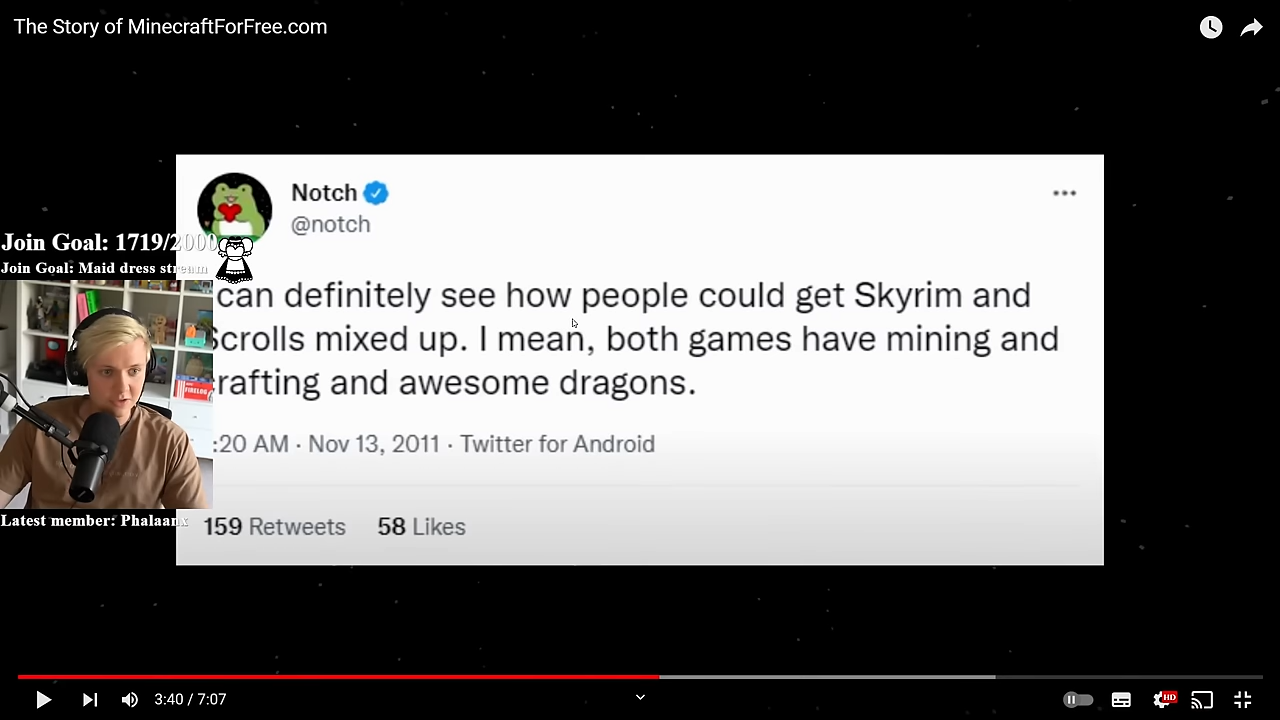 The Story of MinecraftForFree.com
Notch
@notch
Join Goal: 1719/2000
Join Goal: Maid dress stream
can definitely see how people could get Skyrim and
Scrolls mixed up. I mean, both games have mining and
rafting and awesome dragons.
:20 AM · Nov 13, 2011 · Twitter for Android
Latest member: Phalaanx
159 Retweets 58 Likes
3:40 / 7:07
HD